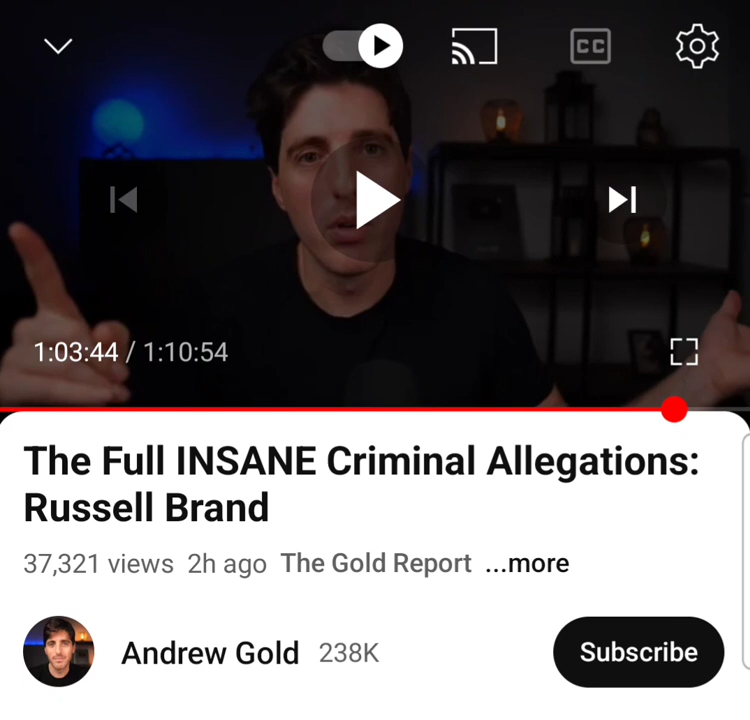 CC
1:03:44 / 1:10:54
The Full INSANE Criminal Allegations:
Russell Brand
37,321 views 2h ago The Gold Report ...more
Andrew Gold 238K Subscribe